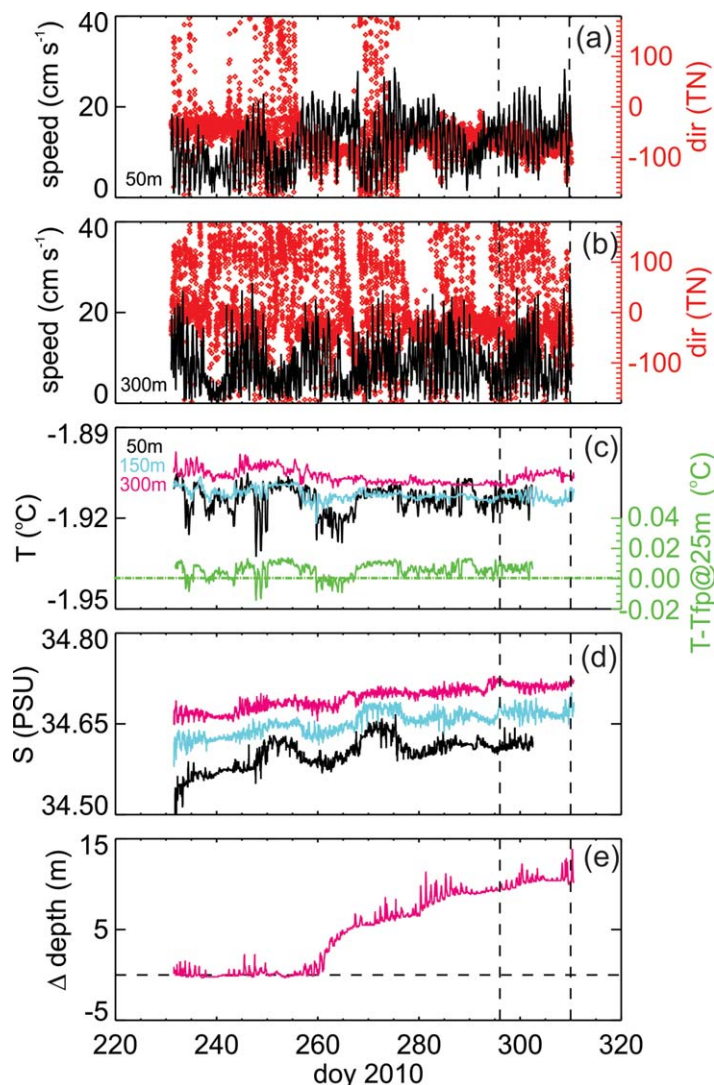 40
(a)
100
speed (cm s⁻¹)
20
0
dir (TN)
-100
50m
0
40
(b)
100
speed (cm s⁻¹)
20
0
dir (TN)
-100
300m
0
-1.89
50m
(c)
150m
300m
T (°C)
-1.92
0.04
0.02
0.00
-1.95
-0.02
T-Tfp@25m (°C)
34.80
(d)
S (PSU)
34.65
34.50
15
(e)
Δ depth (m)
5
-5
220 240 260 280 300 320
doy 2010